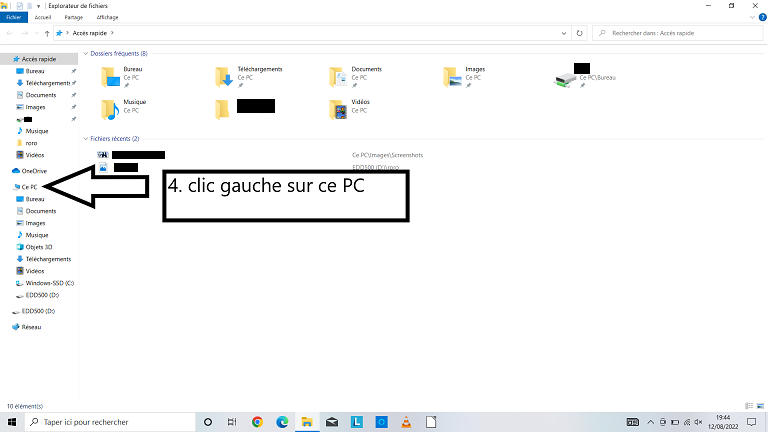 Explorateur de fichiers
Fichier Accueil Partage Affichage
Accès rapide
Rechercher dans : Accès rapide
Accès rapide
Bureau
Téléchargements
Documents
Images
Musique
roro
Vidéos
OneDrive
Ce PC
Bureau
Documents
Images
Musique
Objets 3D
Téléchargements
Vidéos
Windows-SSD (C:)
EDD500 (D:)
EDD500 (D:)
Réseau
Dossiers fréquents (8)
Bureau
Ce PC
Téléchargements
Ce PC
Documents
Ce PC
Images
Ce PC
Ce PC\Bureau
Musique
Ce PC
Vidéos
Ce PC
Fichiers récents (2)
Ce PC\Images\Screenshots
EDD500 (D:)\roro
4. clic gauche sur ce PC
10 élément(s)
Taper ici pour rechercher
19:44
12/08/2022